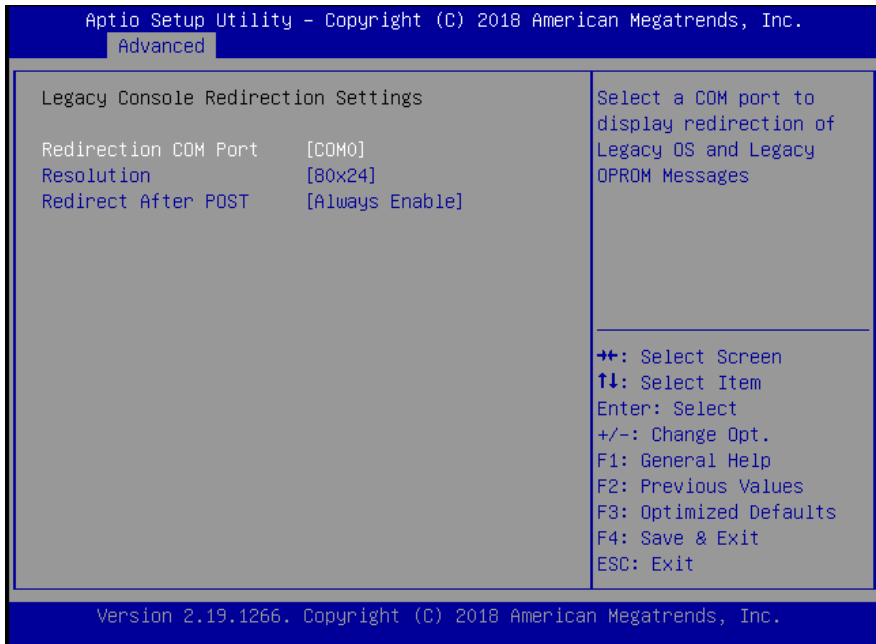 Aptio Setup Utility – Copyright (C) 2018 American Megatrends, Inc.
Advanced
Legacy Console Redirection Settings
Redirection COM Port [COM0]
Resolution [80x24]
Redirect After POST [Always Enable]
Select a COM port to
display redirection of
Legacy OS and Legacy
OPROM Messages
→←: Select Screen
↑↓: Select Item
Enter: Select
+/-: Change Opt.
F1: General Help
F2: Previous Values
F3: Optimized Defaults
F4: Save & Exit
ESC: Exit
Version 2.19.1266. Copyright (C) 2018 American Megatrends, Inc.